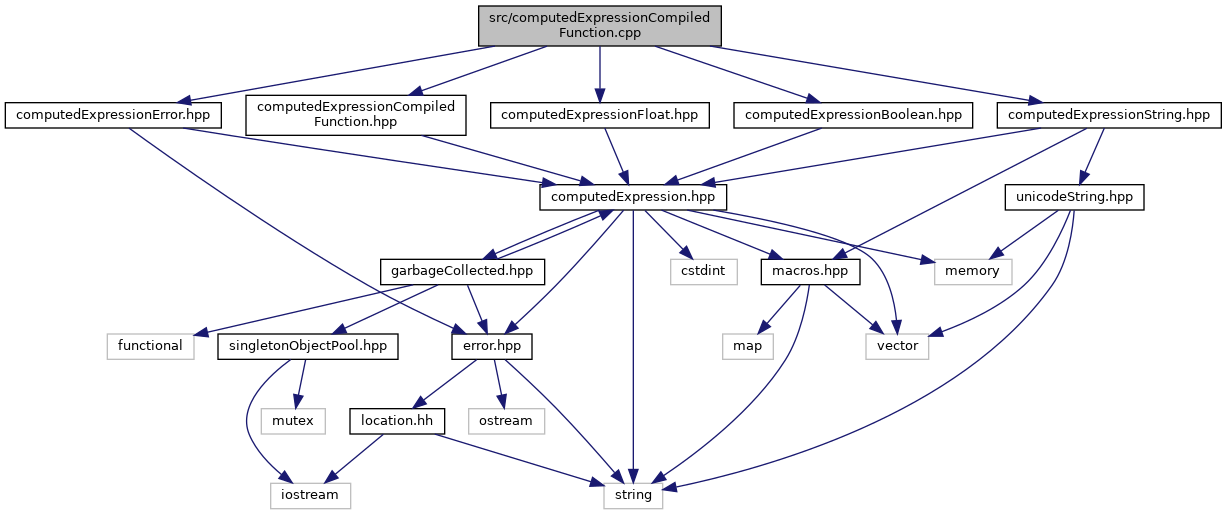 src/computedExpressionCompiled
Function.cpp
computedExpressionError.hpp
computedExpressionCompiled
Function.hpp
computedExpressionFloat.hpp
computedExpressionBoolean.hpp
computedExpressionString.hpp
computedExpression.hpp
unicodeString.hpp
garbageCollected.hpp
cstdint
macros.hpp
memory
functional
singletonObjectPool.hpp
error.hpp
map
vector
mutex
location.hh
ostream
iostream
string